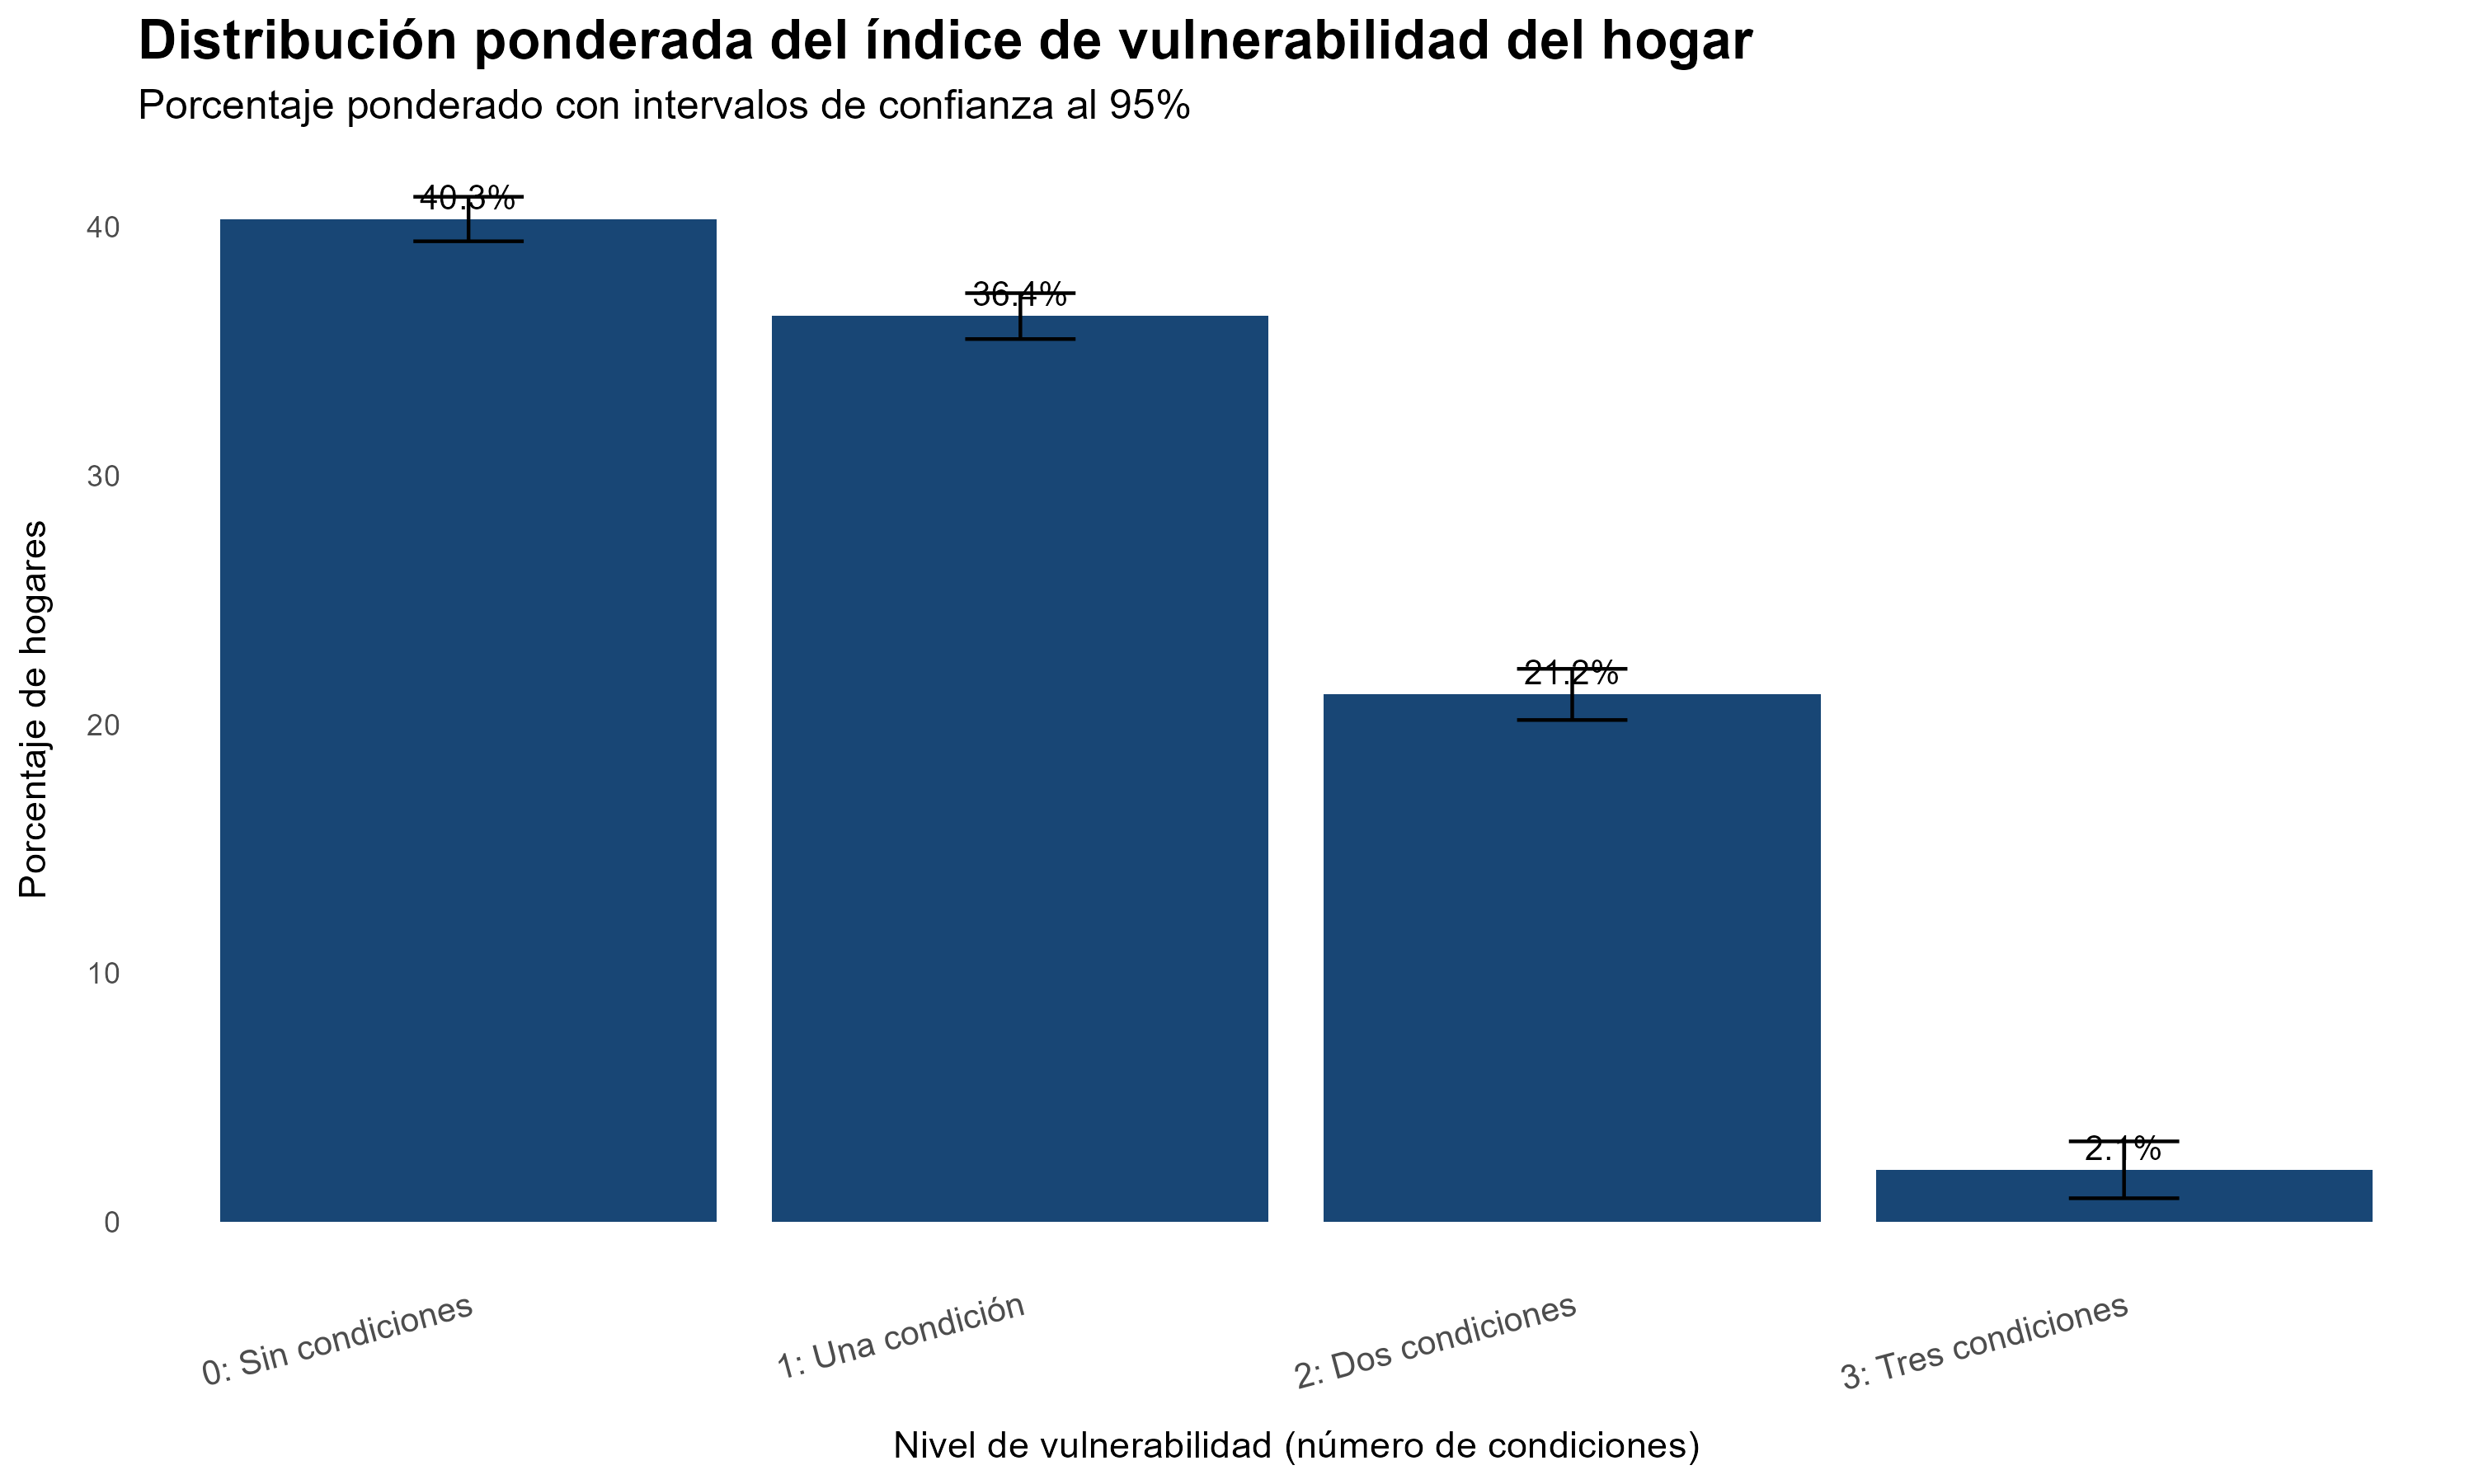 Distribución ponderada del índice de vulnerabilidad del hogar
Porcentaje ponderado con intervalos de confianza al 95%
Porcentaje de hogares
40
30
20
10
0
40.3%
36.4%
21.2%
2.1%
0: Sin condiciones
1: Una condición
2: Dos condiciones
3: Tres condiciones
Nivel de vulnerabilidad (número de condiciones)